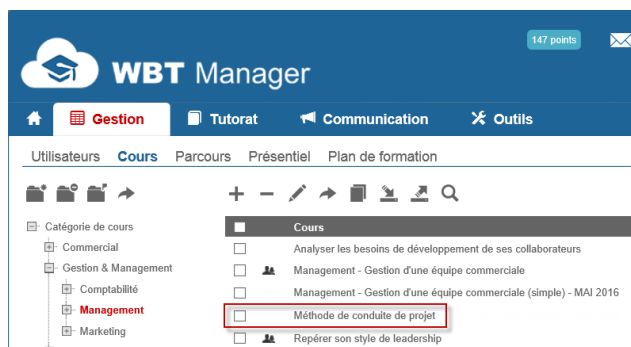 147 points
WBT Manager
Gestion Tutorat Communication Outils
Utilisateurs Cours Parcours Présentiel Plan de formation
Catégorie de cours
Commercial
Gestion & Management
Comptabilité
Management
Marketing
Cours
Analyser les besoins de développement de ses collaborateurs
Management - Gestion d'une équipe commerciale
Management - Gestion d'une équipe commerciale (simple) - MAI 2016
Méthode de conduite de projet
Repérer son style de leadership